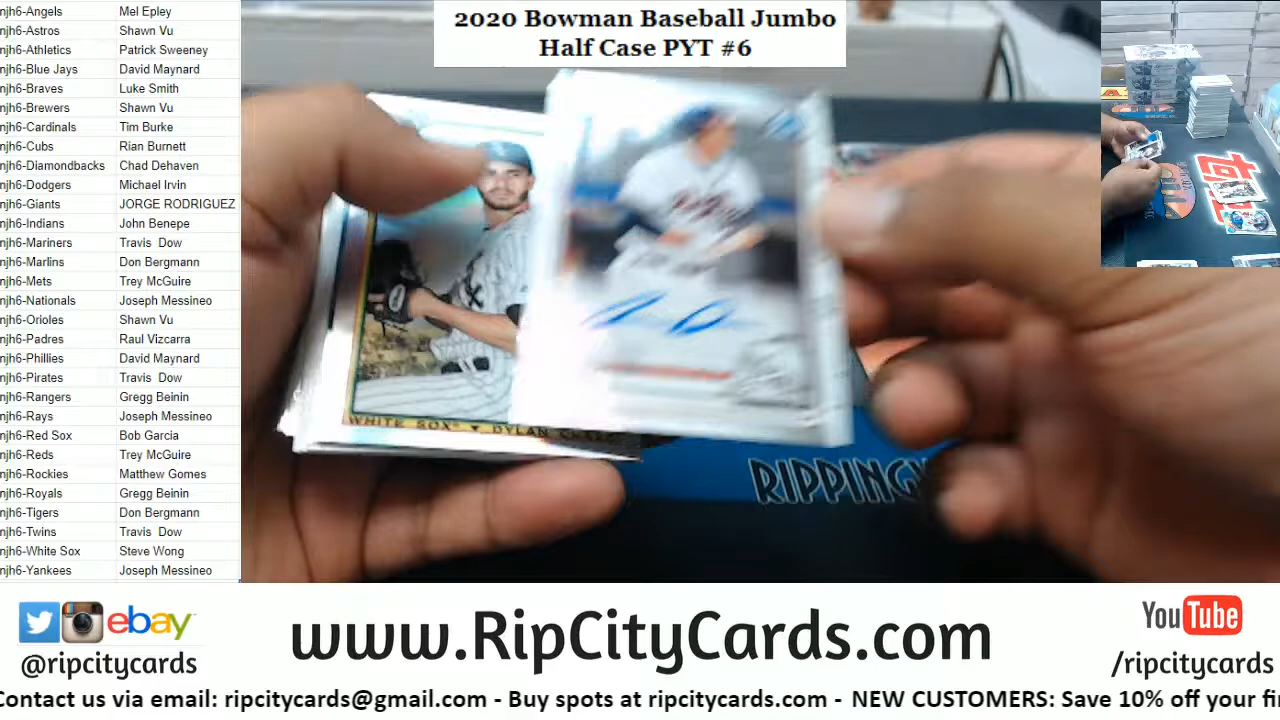 2020 Bowman Baseball Jumbo
Half Case PYT #6
njh6-Angels Mel Epley
njh6-Astros Shawn Vu
njh6-Athletics Patrick Sweeney
njh6-Blue Jays David Maynard
njh6-Braves Luke Smith
njh6-Brewers Shawn Vu
njh6-Cardinals Tim Burke
njh6-Cubs Rian Burnett
njh6-Diamondbacks Chad Dehaven
njh6-Dodgers Michael Irvin
njh6-Giants JORGE RODRIGUEZ
njh6-Indians John Benepe
njh6-Mariners Travis Dow
njh6-Marlins Don Bergmann
njh6-Mets Trey McGuire
njh6-Nationals Joseph Messineo
njh6-Orioles Shawn Vu
njh6-Padres Raul Vizcarra
njh6-Phillies David Maynard
njh6-Pirates Travis Dow
njh6-Rangers Gregg Beinin
njh6-Rays Joseph Messineo
njh6-Red Sox Bob Garcia
njh6-Reds Trey McGuire
njh6-Rockies Matthew Gomes
njh6-Royals Gregg Beinin
njh6-Tigers Don Bergmann
njh6-Twins Travis Dow
njh6-White Sox Steve Wong
njh6-Yankees Joseph Messineo
WHITE SOX DYLAN CEASE
RIPPING
ebay
@ripcitycards
www.RipCityCards.com
YouTube
/ripcitycards
Contact us via email: ripcitycards@gmail.com - Buy spots at ripcitycards.com - NEW CUSTOMERS: Save 10% off your fi